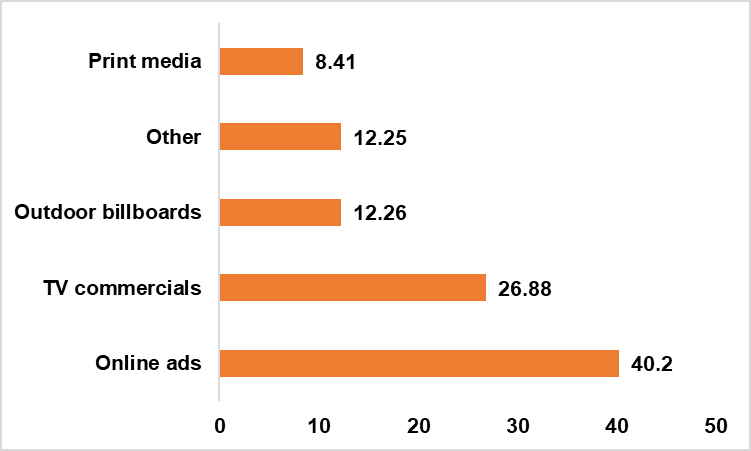 Print media 8.41
Other 12.25
Outdoor billboards 12.26
TV commercials 26.88
Online ads 40.2
0 10 20 30 40 50